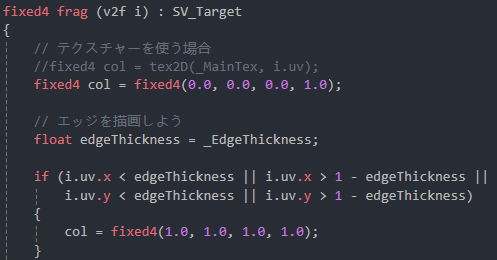 fixed4 frag (v2f i) : SV_Target
{
// テクスチャーを使う場合
//fixed4 col = tex2D(_MainTex, i.uv);
fixed4 col = fixed4(0.0, 0.0, 0.0, 1.0);
// エッジを描画しよう
float edgeThickness = _EdgeThickness;
if (i.uv.x < edgeThickness || i.uv.x > 1 - edgeThickness ||
i.uv.y < edgeThickness || i.uv.y > 1 - edgeThickness)
{
col = fixed4(1.0, 1.0, 1.0, 1.0);
}